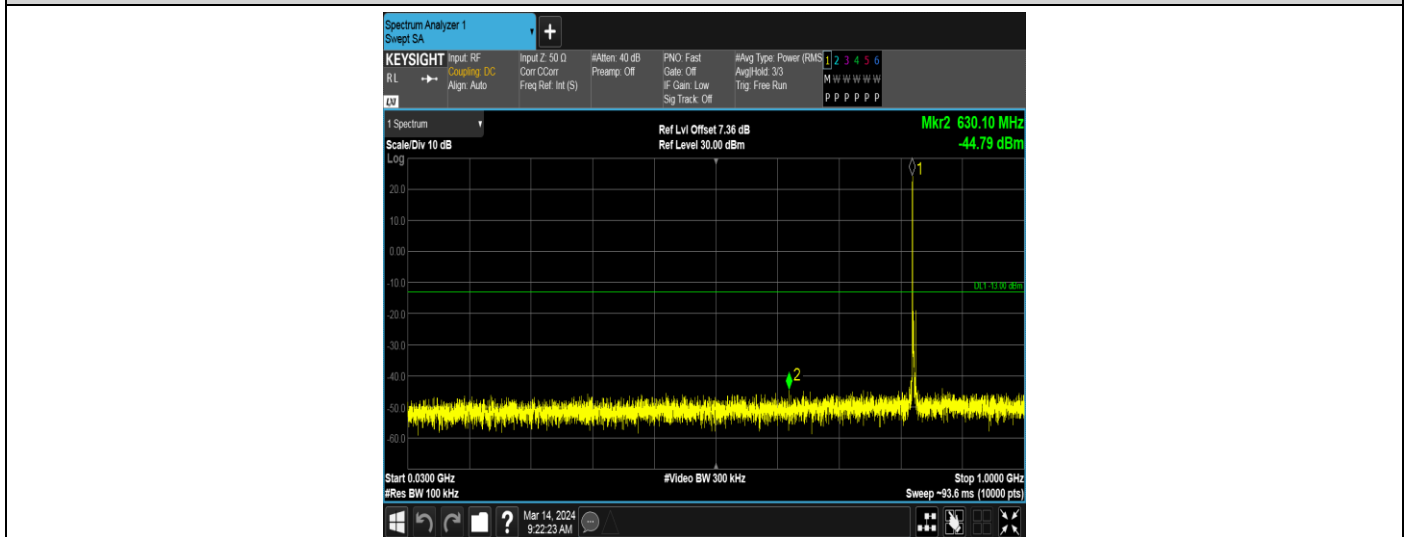 Spectrum Analyzer 1
Swept SA
+
KEYSIGHT
RL
LXI
Input: RF
Coupling: DC
Align: Auto
Input Z: 50 Ω
Corr CCorr
Freq Ref: Int (S)
#Atten: 40 dB
Preamp: Off
PNO: Fast
Gate: Off
IF Gain: Low
Sig Track: Off
#Avg Type: Power (RMS
Avg|Hold: 3/3
Trig: Free Run
1 2 3 4 5 6
M W W W W W
P P P P P P
1 Spectrum
Scale/Div 10 dB
Ref Lvl Offset 7.36 dB
Ref Level 30.00 dBm
Mkr2 630.10 MHz
-44.79 dBm
Log
1
20.0
10.0
0.00
-10.0
DL1 -13.00 dBm
-20.0
-30.0
-40.0
2
-50.0
-60.0
Start 0.0300 GHz
#Video BW 300 kHz
Stop 1.0000 GHz
#Res BW 100 kHz
Sweep ~93.6 ms (10000 pts)
?
Mar 14, 2024
9:22:23 AM